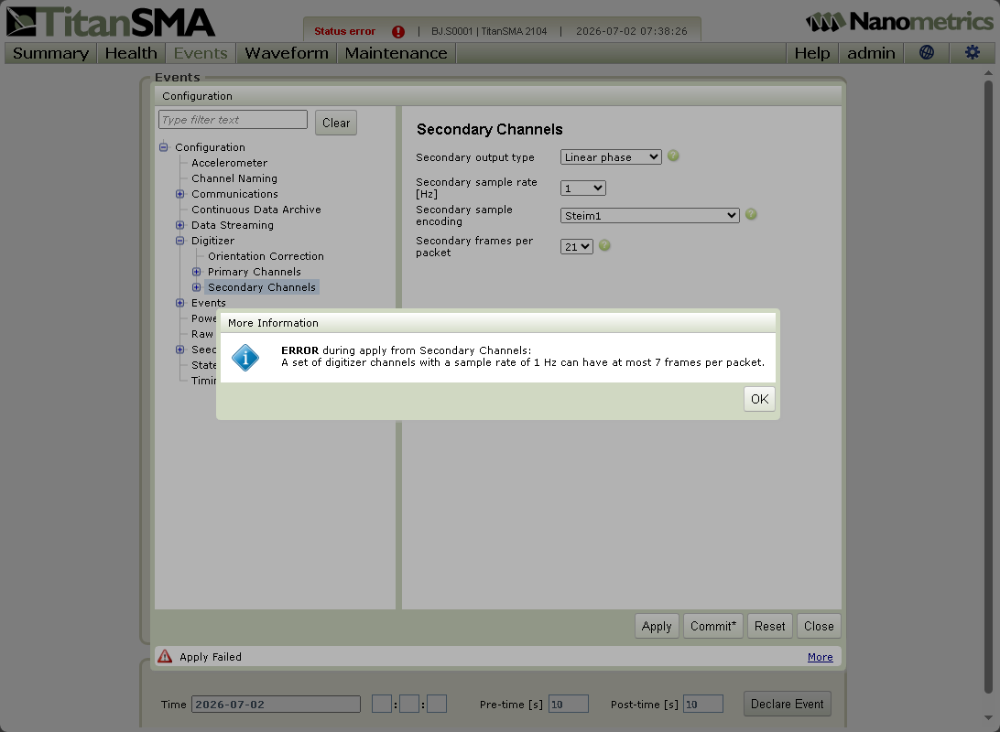 TitanSMA
Status error ! | BJ.S0001 | TitanSMA 2104 | 2026-07-02 07:38:26
Nanometrics
Summary Health Events Waveform Maintenance Help admin
Events
Configuration
Type filter text Clear
Configuration
Accelerometer
Channel Naming
Communications
Continuous Data Archive
Data Streaming
Digitizer
Orientation Correction
Primary Channels
Secondary Channels
Events
Powe
Raw
Seed
State
Timin
Secondary Channels
Secondary output type Linear phase ?
Secondary sample rate
[Hz] 1
Secondary sample
encoding Steim1 ?
Secondary frames per
packet 21 ?
More Information
ERROR during apply from Secondary Channels:
A set of digitizer channels with a sample rate of 1 Hz can have at most 7 frames per packet.
OK
Apply Commit* Reset Close
Apply Failed More
Time 2026-07-02 : : Pre-time [s] 10 Post-time [s] 10 Declare Event